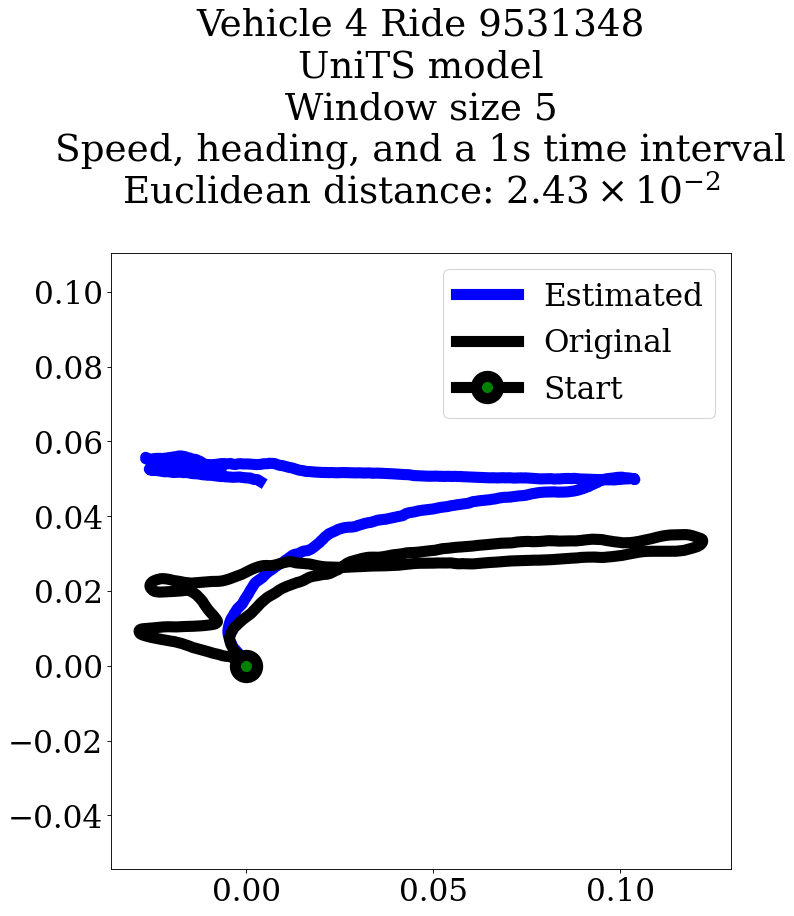 Vehicle 4 Ride 9531348
UniTS model
Window size 5
Speed, heading, and a 1s time interval
Euclidean distance: 2.43 × 10⁻²
Estimated
Original
Start
0.10
0.08
0.06
0.04
0.02
0.00
−0.02
−0.04
0.00 0.05 0.10